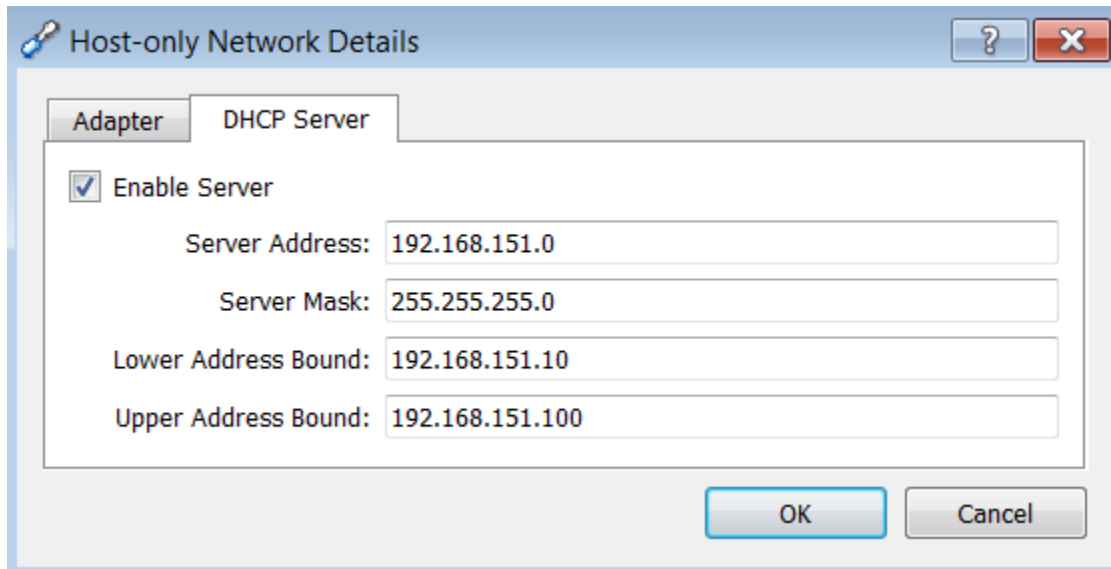 Host-only Network Details
Adapter DHCP Server
Enable Server
Server Address: 192.168.151.0
Server Mask: 255.255.255.0
Lower Address Bound: 192.168.151.10
Upper Address Bound: 192.168.151.100
OK Cancel